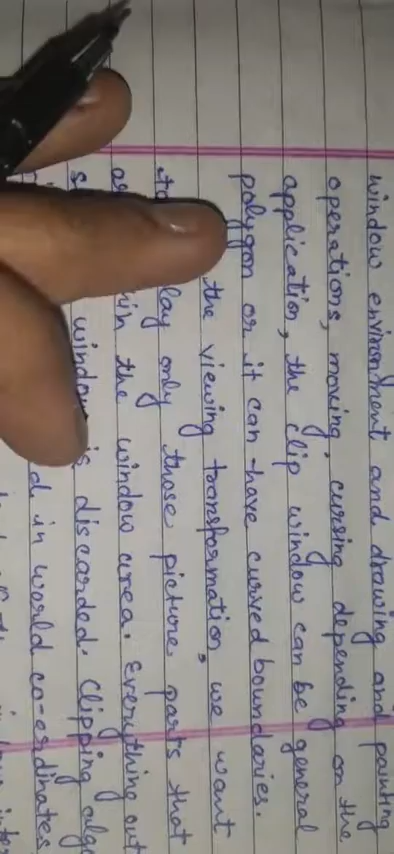 window environment and drawing and painting
operations, moving, cursing depending on the
application, the clip window can be general
polygon or it can have curved boundaries.
the viewing transformation, we want
lay only those picture parts that
in the window area. Everything out
window is discarded. Clipping algo
d in world co-ordinates